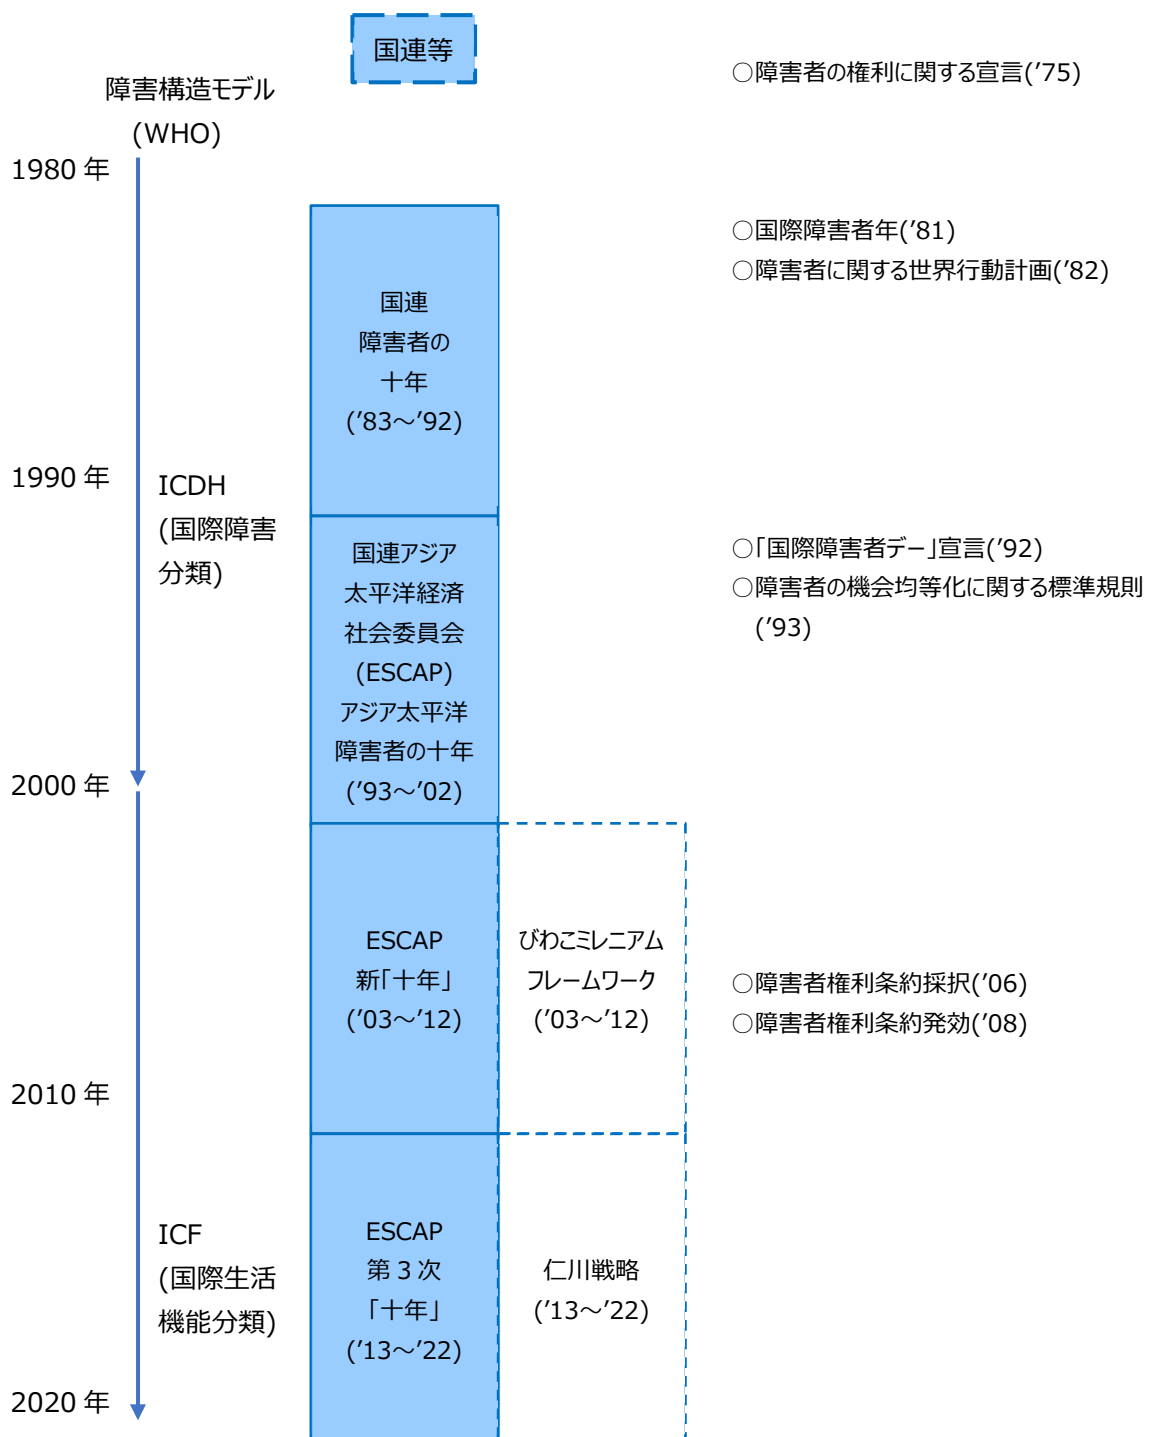 国連等
○障害者の権利に関する宣言(′75)
障害構造モデル
(WHO)
1980 年
○国際障害者年(′81)
○障害者に関する世界行動計画(′82)
国連
障害者の
十年
(′83～′92)
1990 年
ICDH
(国際障害
分類)
○｢国際障害者デー｣宣言(′92)
○障害者の機会均等化に関する標準規則
(′93)
国連アジア
太平洋経済
社会委員会
(ESCAP)
アジア太平洋
障害者の十年
(′93～′02)
2000 年
ESCAP
新｢十年｣
(′03～′12)
びわこミレニアム
フレームワーク
(′03～′12)
○障害者権利条約採択(′06)
○障害者権利条約発効(′08)
2010 年
ICF
(国際生活
機能分類)
ESCAP
第 3 次
｢十年｣
(′13～′22)
仁川戦略
(′13～′22)
2020 年